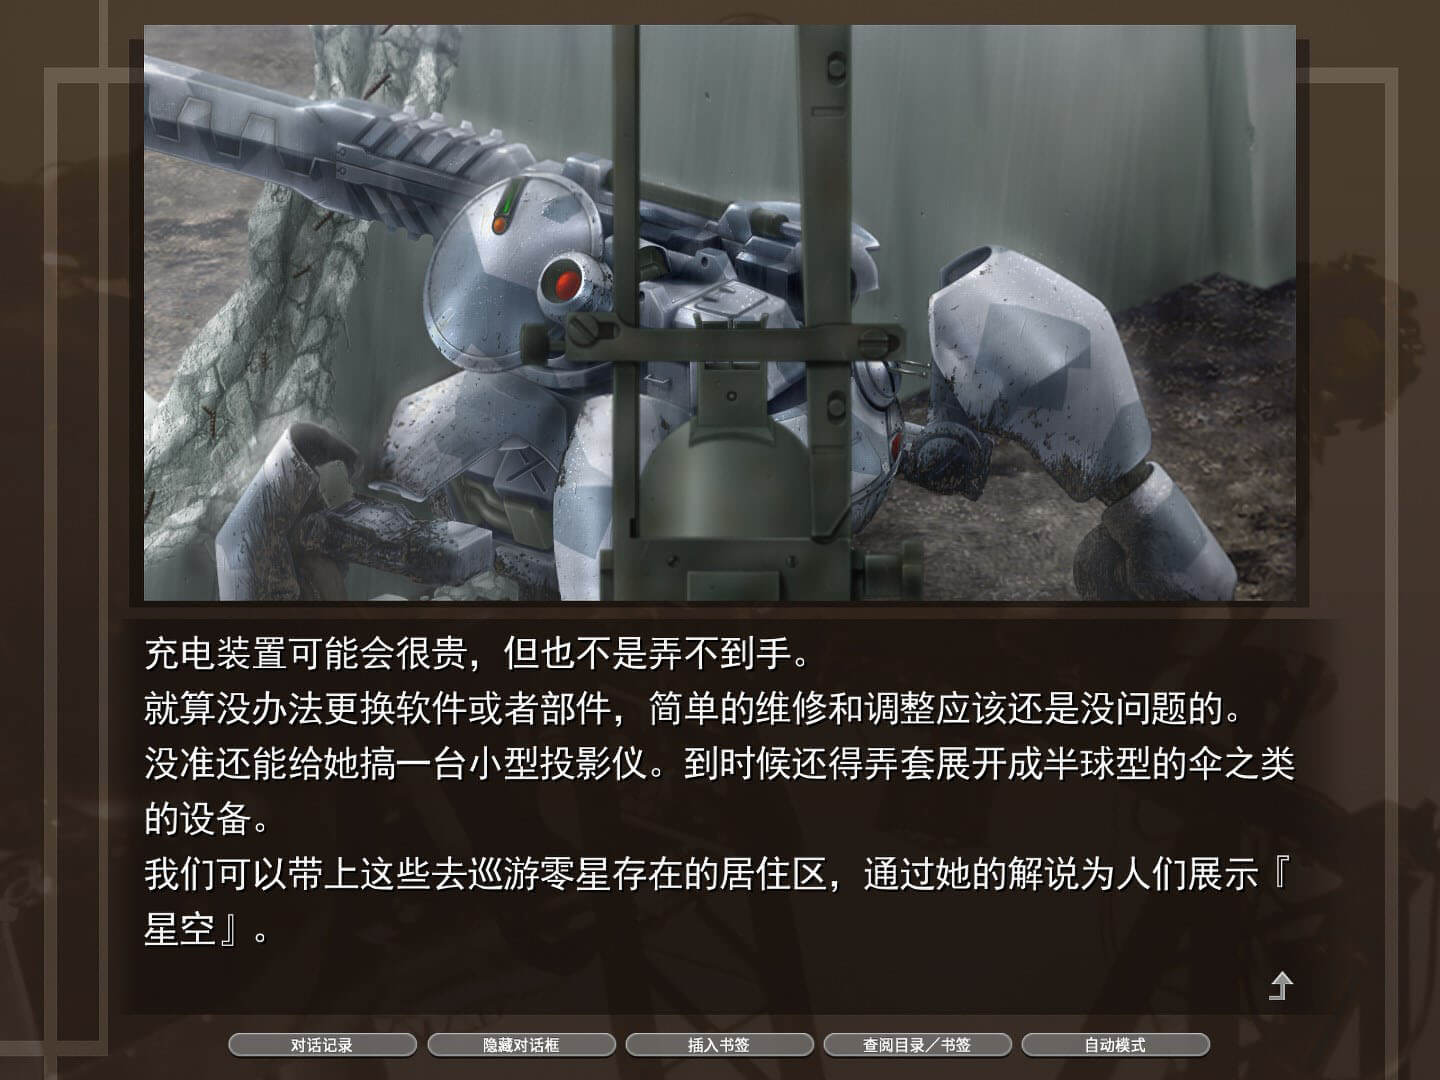 充电装置可能会很贵，但也不是弄不到手。
就算没办法更换软件或者部件，简单的维修和调整应该还是没问题的。
没准还能给她搞一台小型投影仪。到时候还得弄套展开成半球型的伞之类
的设备。
我们可以带上这些去巡游零星存在的居住区，通过她的解说为人们展示『
星空』。
对话记录
隐藏对话框
插入书签
查阅目录／书签
自动模式